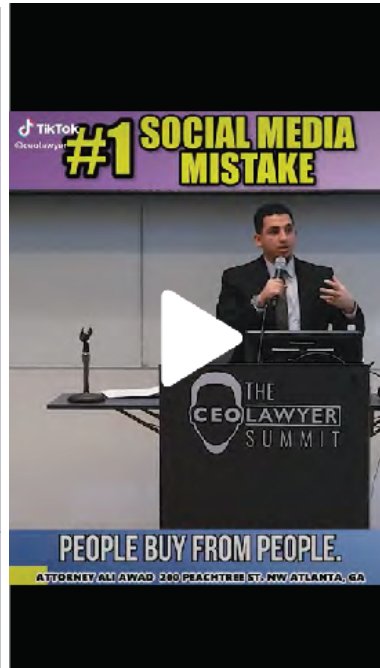 TikTok
@ceolawyer
#1 SOCIAL MEDIA
MISTAKE
THE
CEO LAWYER
SUMMIT
PEOPLE BUY FROM PEOPLE.
ATTORNEY ALI AWAD 200 PEACHTREE ST. NW ATLANTA, GA